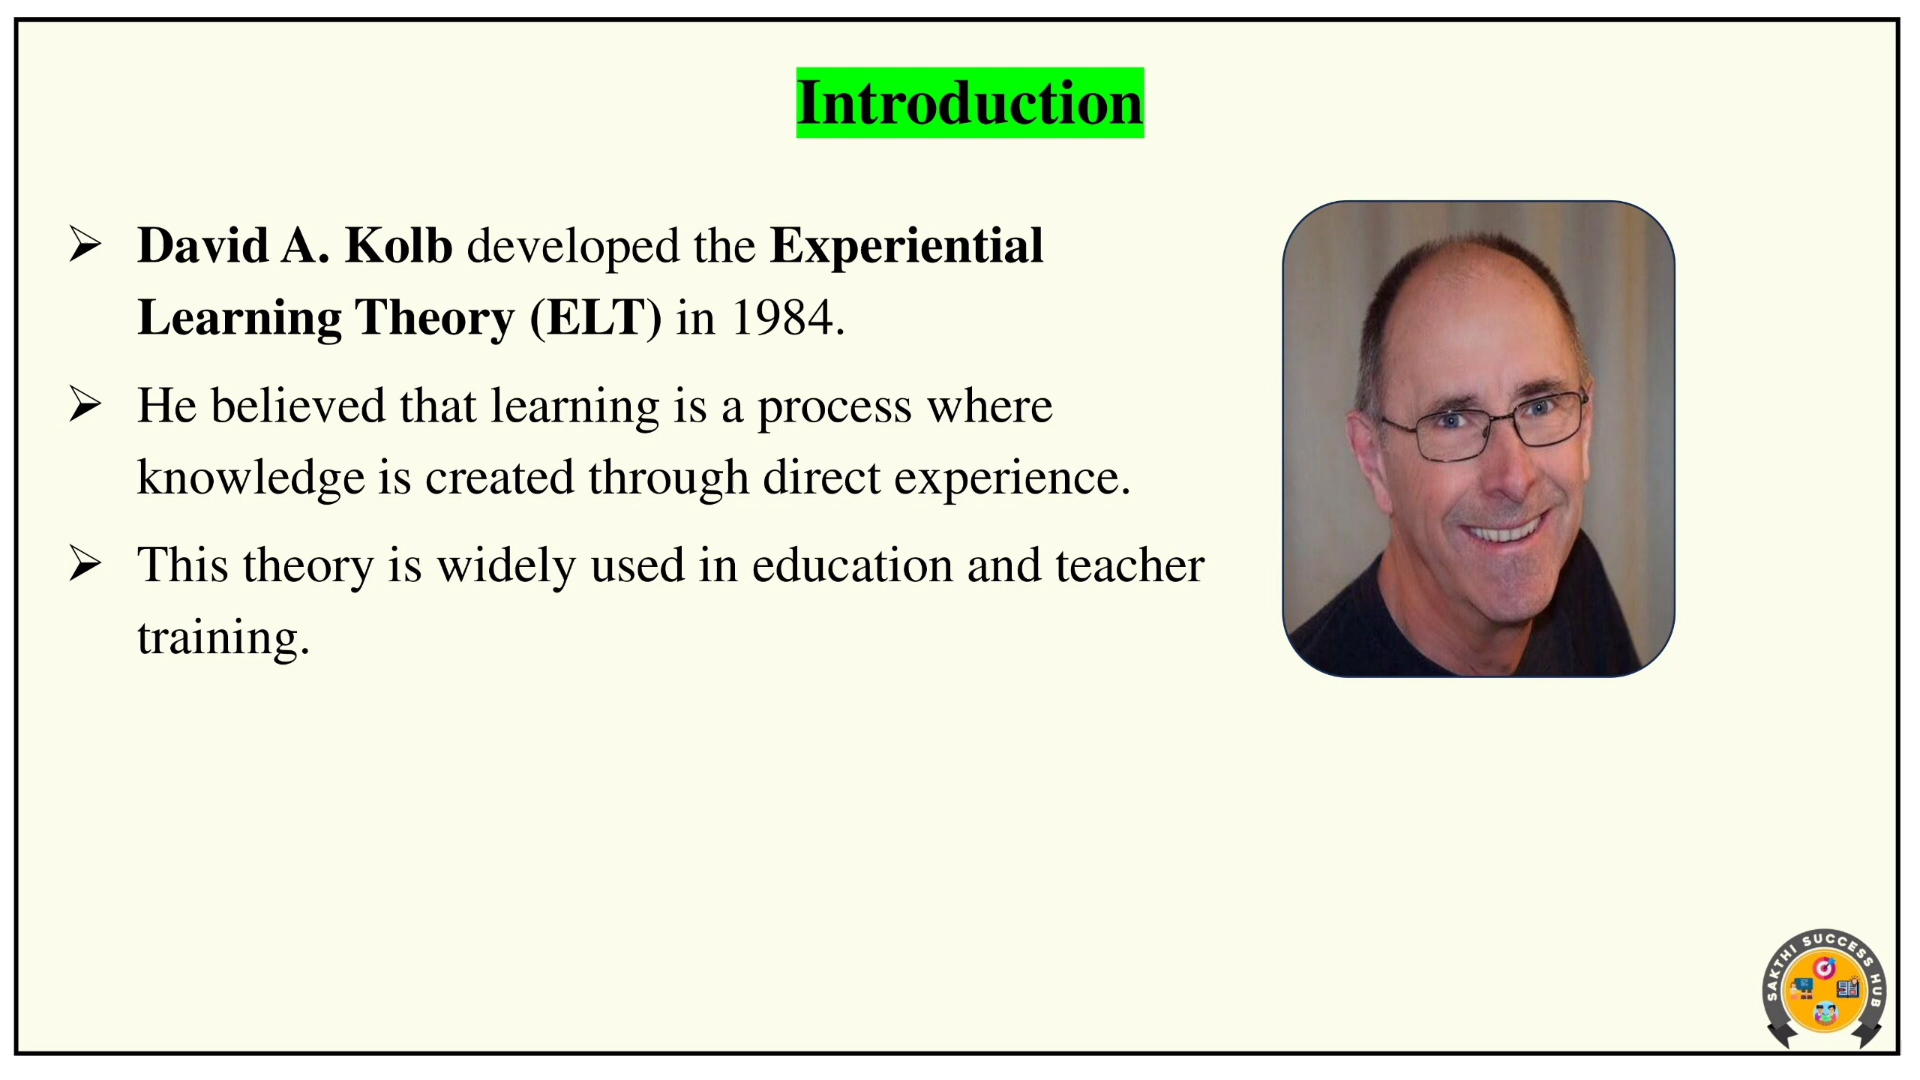 Introduction
➢ David A. Kolb developed the Experiential
Learning Theory (ELT) in 1984.
➢ He believed that learning is a process where
knowledge is created through direct experience.
➢ This theory is widely used in education and teacher
training.
SAKTHI SUCCESS HUB